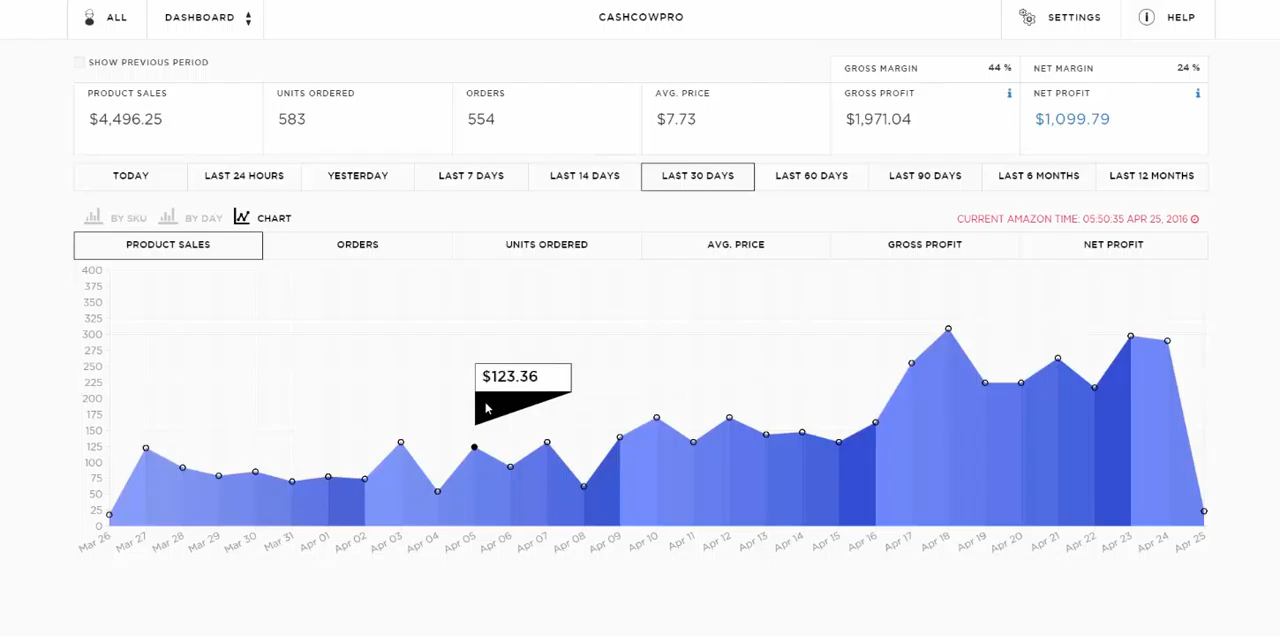 ALL DASHBOARD CASHCOWPRO SETTINGS HELP
SHOW PREVIOUS PERIOD
GROSS MARGIN 44 % NET MARGIN 24 %
PRODUCT SALES UNITS ORDERED ORDERS AVG. PRICE GROSS PROFIT NET PROFIT
$4,496.25 583 554 $7.73 $1,971.04 $1,099.79
TODAY LAST 24 HOURS YESTERDAY LAST 7 DAYS LAST 14 DAYS LAST 30 DAYS LAST 60 DAYS LAST 90 DAYS LAST 6 MONTHS LAST 12 MONTHS
BY SKU BY DAY CHART CURRENT AMAZON TIME: 05:50:35 APR 25, 2016
PRODUCT SALES ORDERS UNITS ORDERED AVG. PRICE GROSS PROFIT NET PROFIT
400
375
350
325
300
275
250
225
200
175
150
125
100
75
50
25
0
$123.36
Mar 26 Mar 27 Mar 28 Mar 29 Mar 30 Mar 31 Apr 01 Apr 02 Apr 03 Apr 04 Apr 05 Apr 06 Apr 07 Apr 08 Apr 09 Apr 10 Apr 11 Apr 12 Apr 13 Apr 14 Apr 15 Apr 16 Apr 17 Apr 18 Apr 19 Apr 20 Apr 21 Apr 22 Apr 23 Apr 24 Apr 25